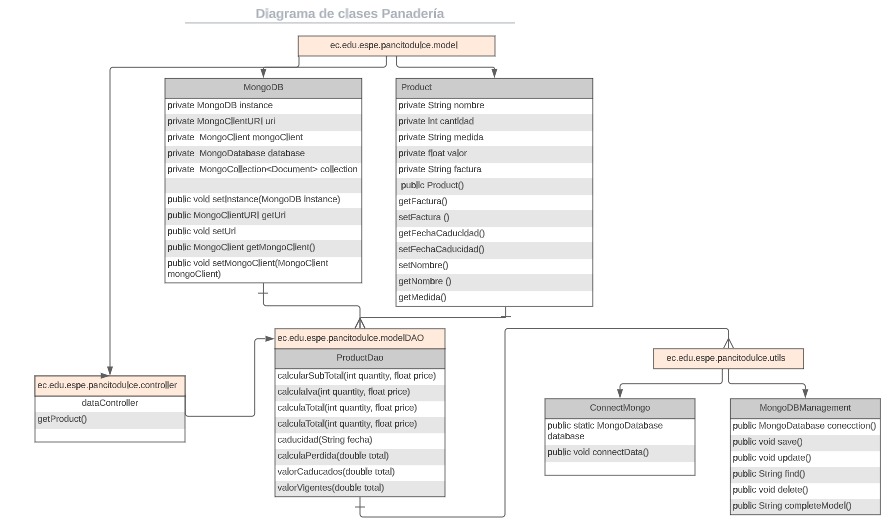 Diagrama de clases Panadería
ec.edu.espe.pancitodulce.model
MongoDB
private MongoDB instance
private MongoClientURI uri
private MongoClient mongoClient
private MongoDatabase database
private MongoCollection<Document> collection
public void setInstance(MongoDB instance)
public MongoClientURI getUri
public void setUri
public MongoClient getMongoClient()
public void setMongoClient(MongoClient
mongoClient)
Product
private String nombre
private int cantidad
private String medida
private float valor
private String factura
public Product()
getFactura()
setFactura ()
getFechaCaducidad()
setFechaCaducidad()
setNombre()
getNombre ()
getMedida()
ec.edu.espe.pancitodulce.modelDAO
ProductDao
calcularSubTotal(int quantity, float price)
calculaIva(int quantity, float price)
calculaTotal(int quantity, float price)
calculaTotal(int quantity, float price)
caducidad(String fecha)
calculaPerdida(double total)
valorCaducados(double total)
valorVigentes(double total)
ec.edu.espe.pancitodulce.controller
dataController
getProduct()
ec.edu.espe.pancitodulce.utils
ConnectMongo
public static MongoDatabase
database
public void connectData()
MongoDBManagement
public MongoDatabase conecction()
public void save()
public void update()
public String find()
public void delete()
public String completeModel()